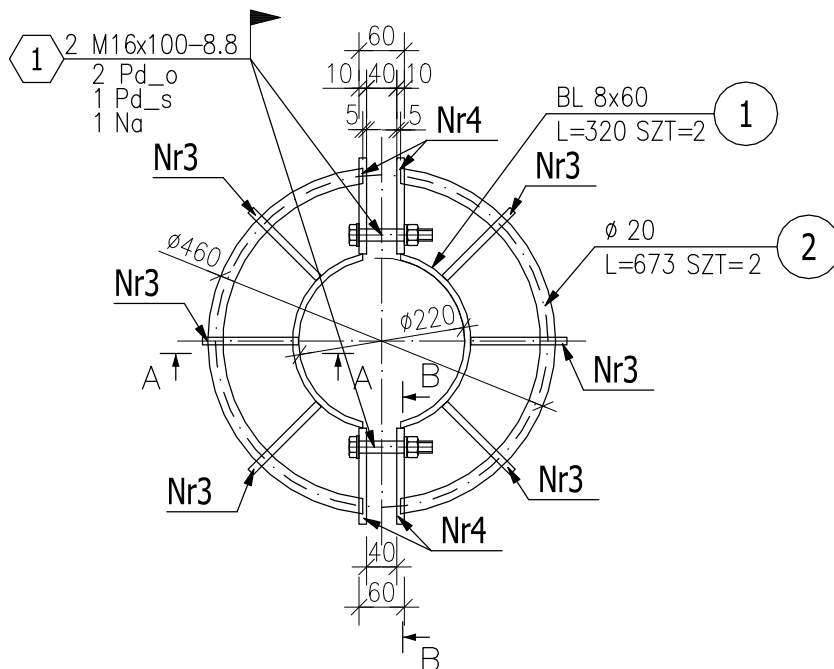 60
1
2 M16x100-8.8
2 Pd_o
1 Pd_s
1 Na
10 40 10
5 5
BL 8x60
L=320 SZT=2
1
Nr4
Nr3
Nr3
ø460
ø 20
L=673 SZT=2
2
Nr3
ø220
A
A
B
Nr3
Nr3
Nr3
Nr4
40
60
B